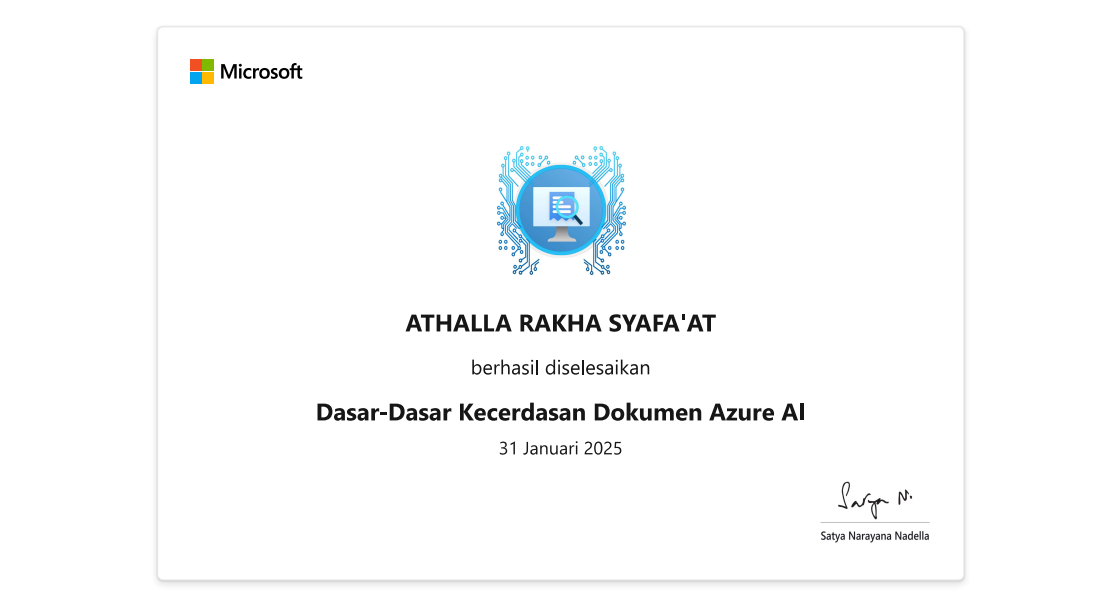 Microsoft
ATHALLA RAKHA SYAFA'AT
berhasil diselesaikan
Dasar-Dasar Kecerdasan Dokumen Azure AI
31 Januari 2025
Satya N.
Satya Narayana Nadella